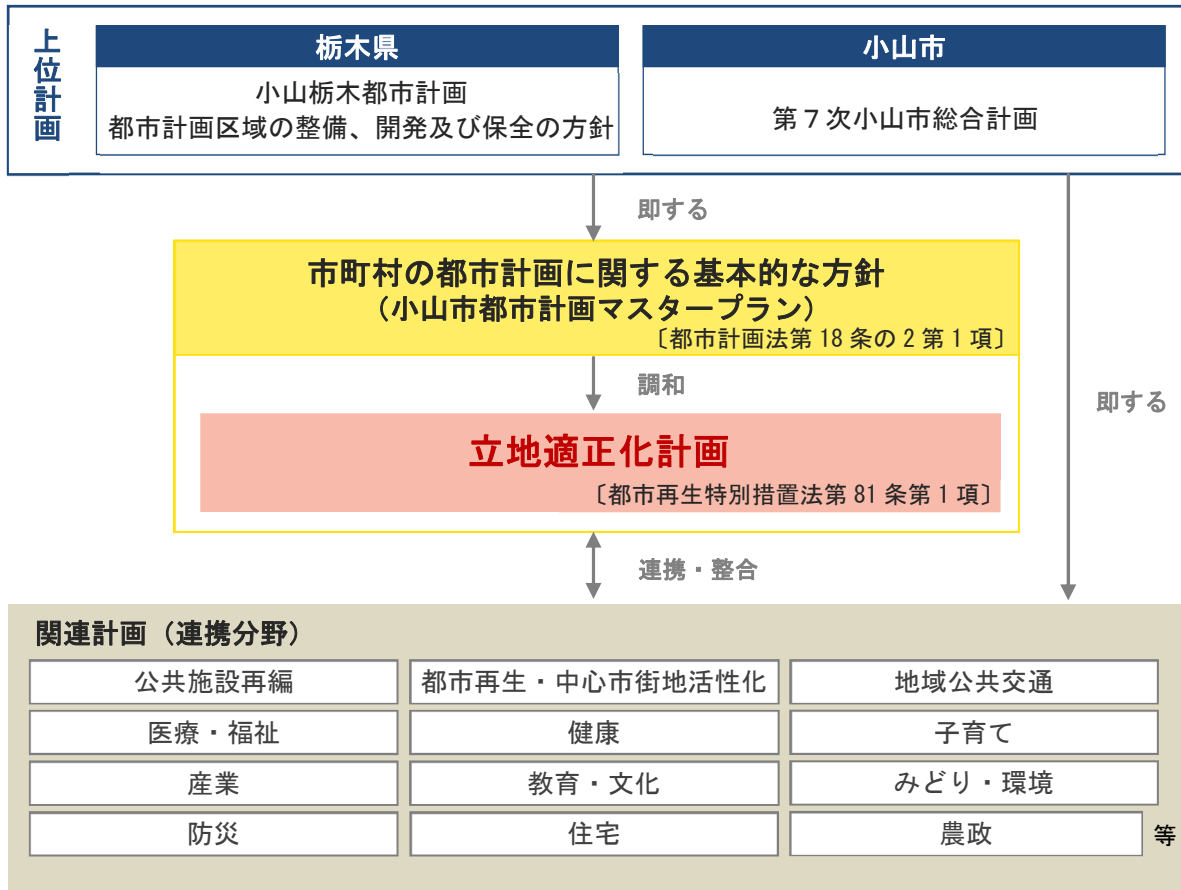 上位計画
栃木県
小山栃木都市計画
都市計画区域の整備、開発及び保全の方針
小山市
第７次小山市総合計画
即する
市町村の都市計画に関する基本的な方針
（小山市都市計画マスタープラン）
〔都市計画法第 18 条の 2 第 1 項〕
調和
即する
立地適正化計画
〔都市再生特別措置法第 81 条第 1 項〕
連携・整合
関連計画（連携分野）
公共施設再編
都市再生・中心市街地活性化
地域公共交通
医療・福祉
健康
子育て
産業
教育・文化
みどり・環境
防災
住宅
農政
等